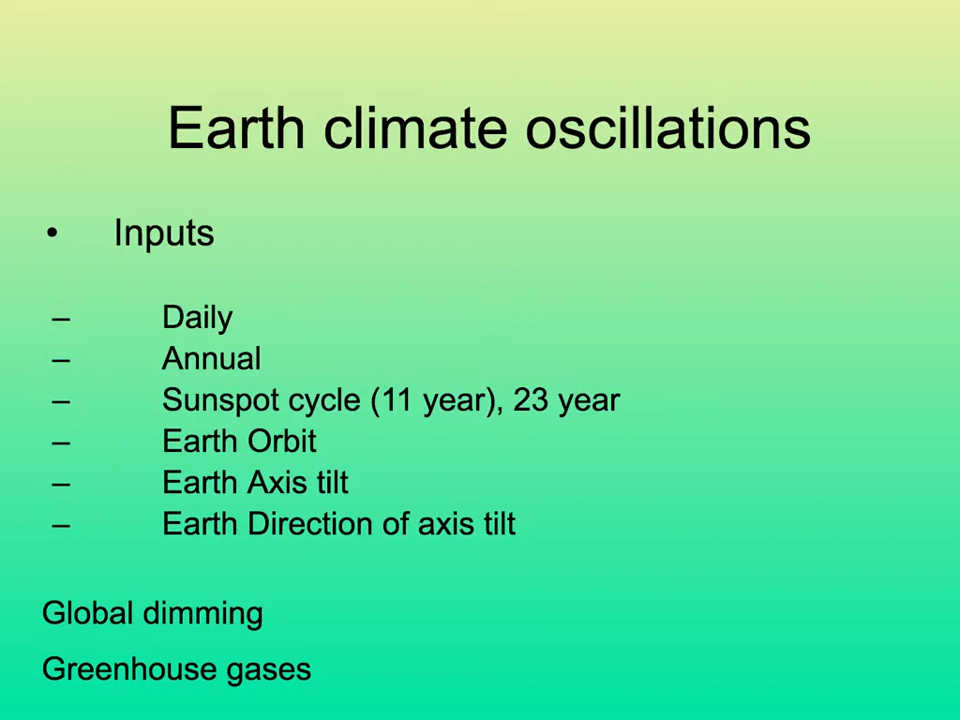 Earth climate oscillations
• Inputs
– Daily
– Annual
– Sunspot cycle (11 year), 23 year
– Earth Orbit
– Earth Axis tilt
– Earth Direction of axis tilt
Global dimming
Greenhouse gases